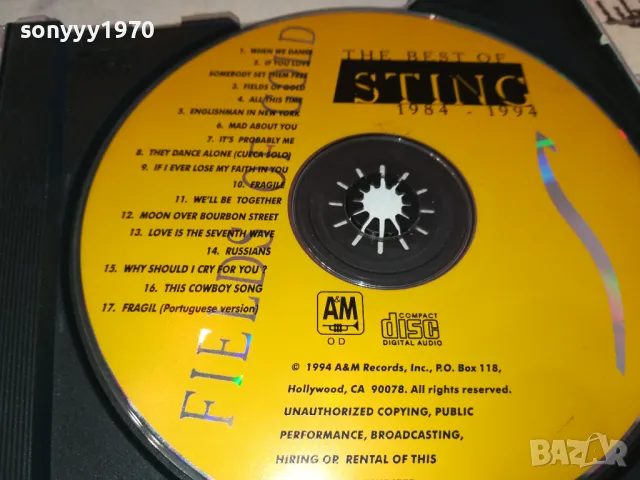 sonyyy1970
THE BEST OF
STING
1984 - 1994
1. WHEN WE DANCE
2. IF YOU LOVE
SOMEBODY SET THEM FREE
3. FIELDS OF GOLD
4. ALL THIS TIME
5. ENGLISHMAN IN NEW YORK
6. MAD ABOUT YOU
7. IT'S PROBABLY ME
8. THEY DANCE ALONE (CUECA SOLO)
9. IF I EVER LOSE MY FAITH IN YOU
10. FRAGILE
11. WE'LL BE TOGETHER
12. MOON OVER BOURBON STREET
13. LOVE IS THE SEVENTH WAVE
14. RUSSIANS
15. WHY SHOULD I CRY FOR YOU ?
16. THIS COWBOY SONG
17. FRAGIL (Portuguese version)
FIELDS OF GOLD
A&M
OD
COMPACT
disc
DIGITAL AUDIO
© 1994 A&M Records, Inc., P.O. Box 118,
Hollywood, CA 90078. All rights reserved.
UNAUTHORIZED COPYING, PUBLIC
PERFORMANCE, BROADCASTING,
HIRING OR RENTAL OF THIS
BAZAR
bg